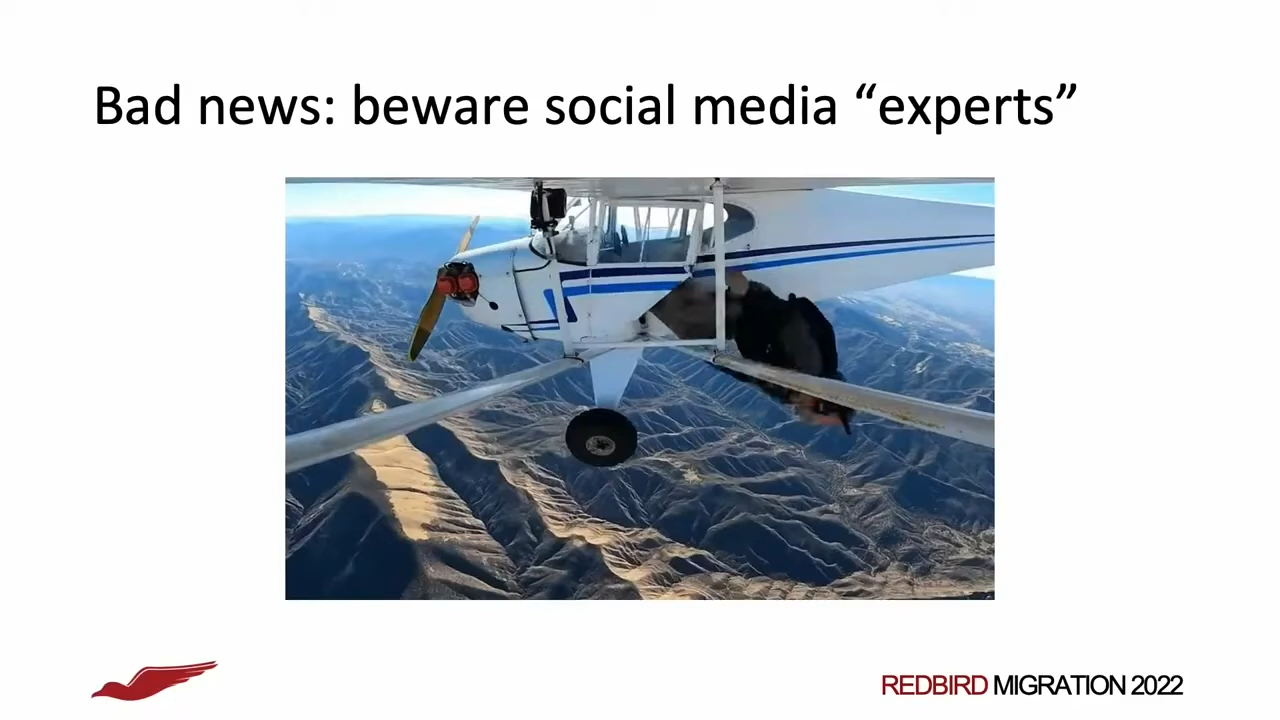 Bad news: beware social media “experts”
REDBIRD MIGRATION 2022